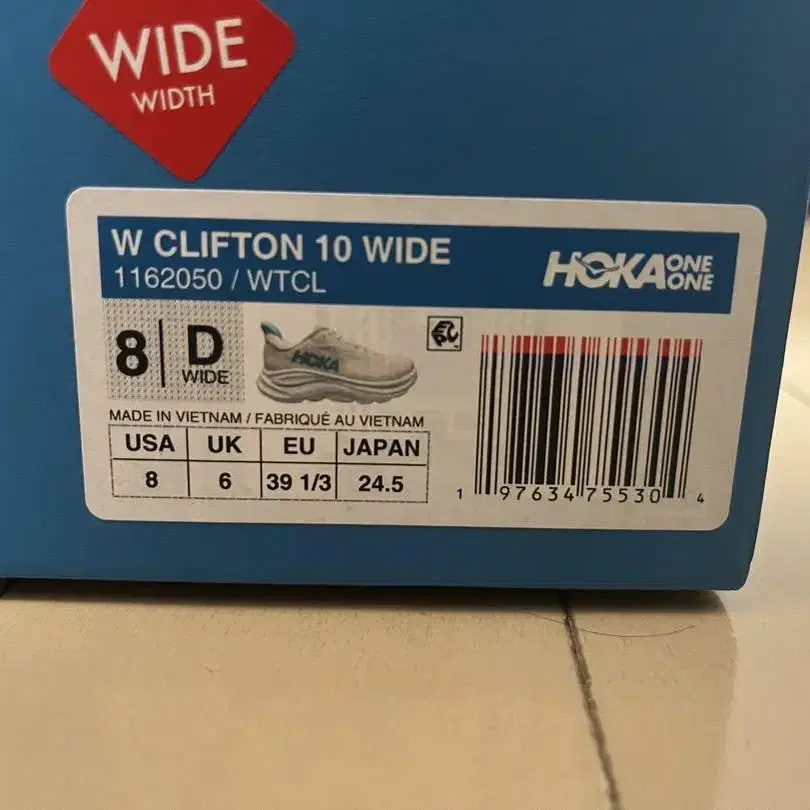 WIDE
WIDTH
W CLIFTON 10 WIDE
1162050 / WTCL
HOKA ONE ONE
8 D
WIDE
HOKA
MADE IN VIETNAM / FABRIQUÉ AU VIETNAM
USA UK EU JAPAN
8 6 39 1/3 24.5
1 97634 75530 4